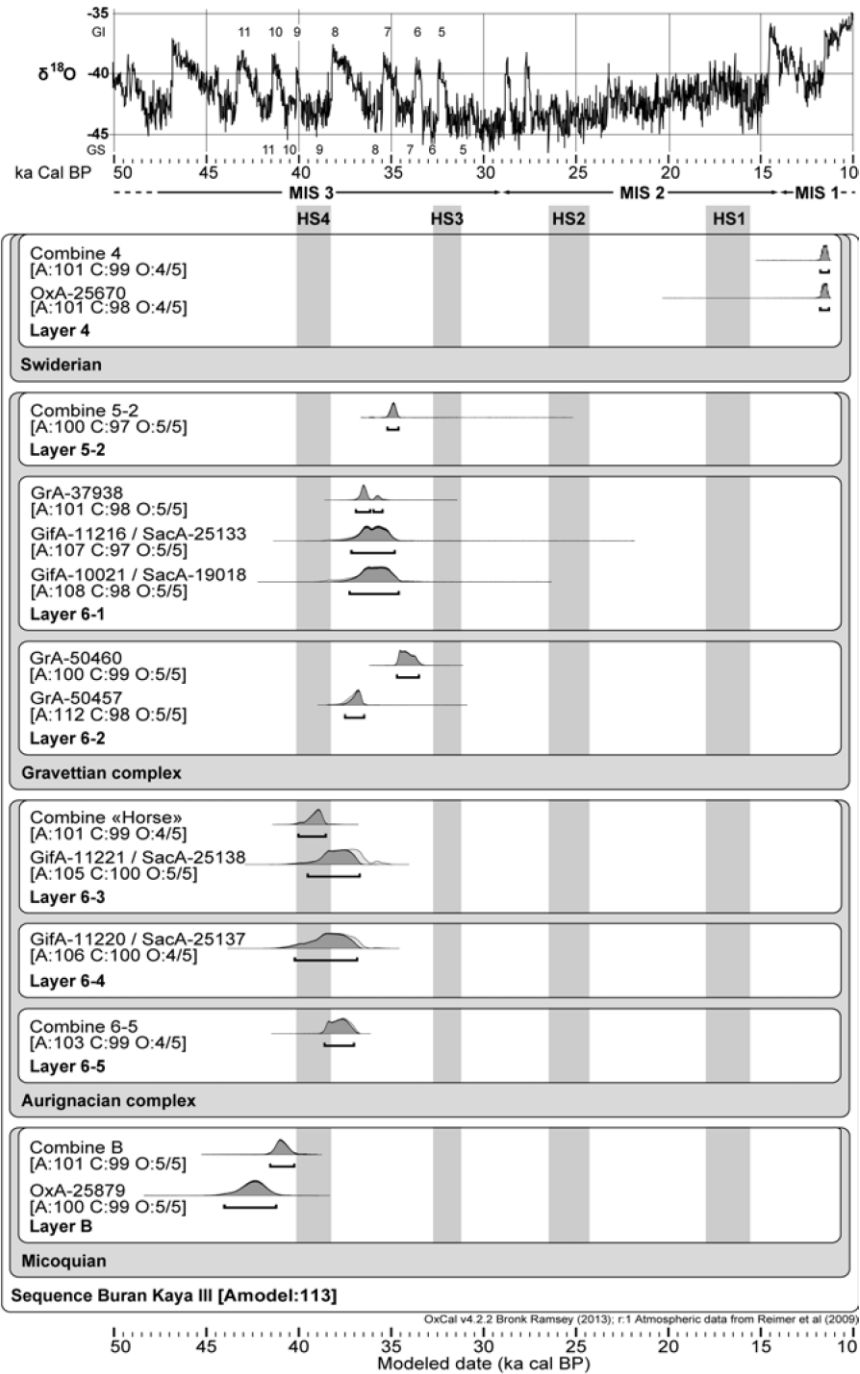 -35
GI
11 10 9 8 7 6 5
δ18O -40
-45
GS
11 10 9 8 7 6 5
ka Cal BP 50 45 40 35 30 25 20 15 10
MIS 3 MIS 2 MIS 1
HS4 HS3 HS2 HS1
Combine 4
[A:101 C:99 O:4/5]
OxA-25670
[A:101 C:98 O:4/5]
Layer 4
Swiderian
Combine 5-2
[A:100 C:97 O:5/5]
Layer 5-2
GrA-37938
[A:101 C:98 O:5/5]
GifA-11216 / SacA-25133
[A:107 C:97 O:5/5]
GifA-10021 / SacA-19018
[A:108 C:98 O:5/5]
Layer 6-1
GrA-50460
[A:100 C:99 O:5/5]
GrA-50457
[A:112 C:98 O:5/5]
Layer 6-2
Gravettian complex
Combine «Horse»
[A:101 C:99 O:4/5]
GifA-11221 / SacA-25138
[A:105 C:100 O:5/5]
Layer 6-3
GifA-11220 / SacA-25137
[A:106 C:100 O:4/5]
Layer 6-4
Combine 6-5
[A:103 C:99 O:4/5]
Layer 6-5
Aurignacian complex
Combine B
[A:101 C:99 O:5/5]
OxA-25879
[A:100 C:99 O:5/5]
Layer B
Micoquian
Sequence Buran Kaya III [Amodel:113]
OxCal v4.2.2 Bronk Ramsey (2013); r:1 Atmospheric data from Reimer et al (2009)
50 45 40 35 30 25 20 15 10
Modeled date (ka cal BP)